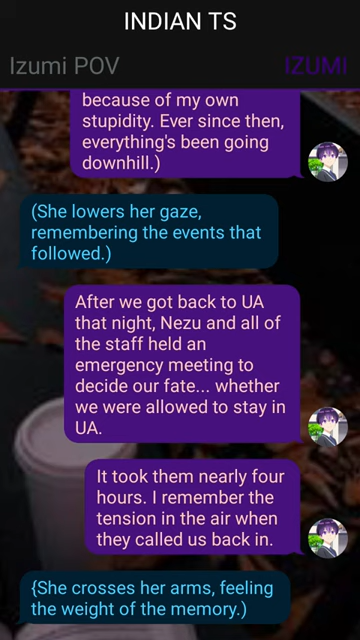 INDIAN TS
Izumi POV
IZUMI
because of my own
stupidity. Ever since then,
everything's been going
downhill.)
(She lowers her gaze,
remembering the events that
followed.)
After we got back to UA
that night, Nezu and all of
the staff held an
emergency meeting to
decide our fate... whether
we were allowed to stay in
UA.
It took them nearly four
hours. I remember the
tension in the air when
they called us back in.
{She crosses her arms, feeling
the weight of the memory.)